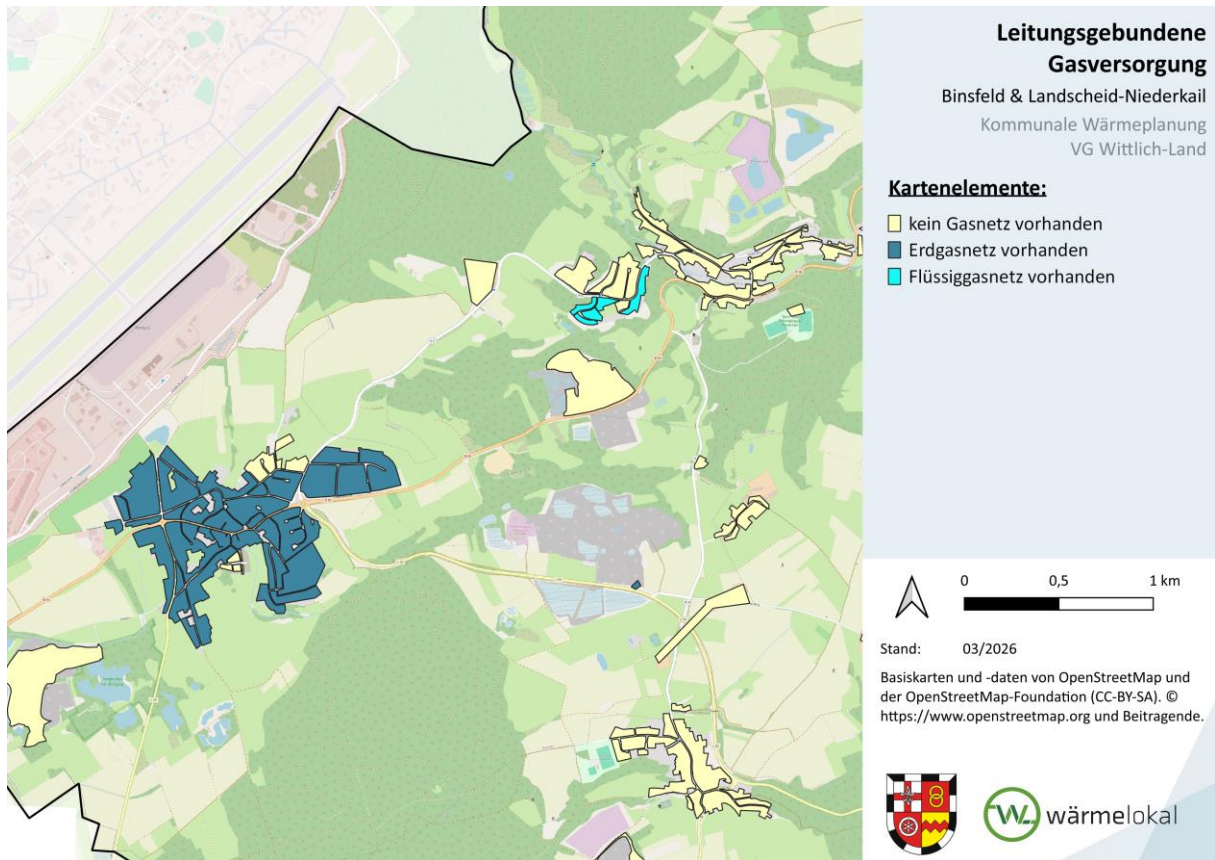 Leitungsgebundene
Gasversorgung
Binsfeld & Landscheid-Niederkail
Kommunale Wärmeplanung
VG Wittlich-Land
Kartenelemente:
kein Gasnetz vorhanden
Erdgasnetz vorhanden
Flüssiggasnetz vorhanden
0 0,5 1 km
Stand: 03/2026
Basiskarten und -daten von OpenStreetMap und
der OpenStreetMap-Foundation (CC-BY-SA). ©
https://www.openstreetmap.org und Beitragende.
wärmelokal